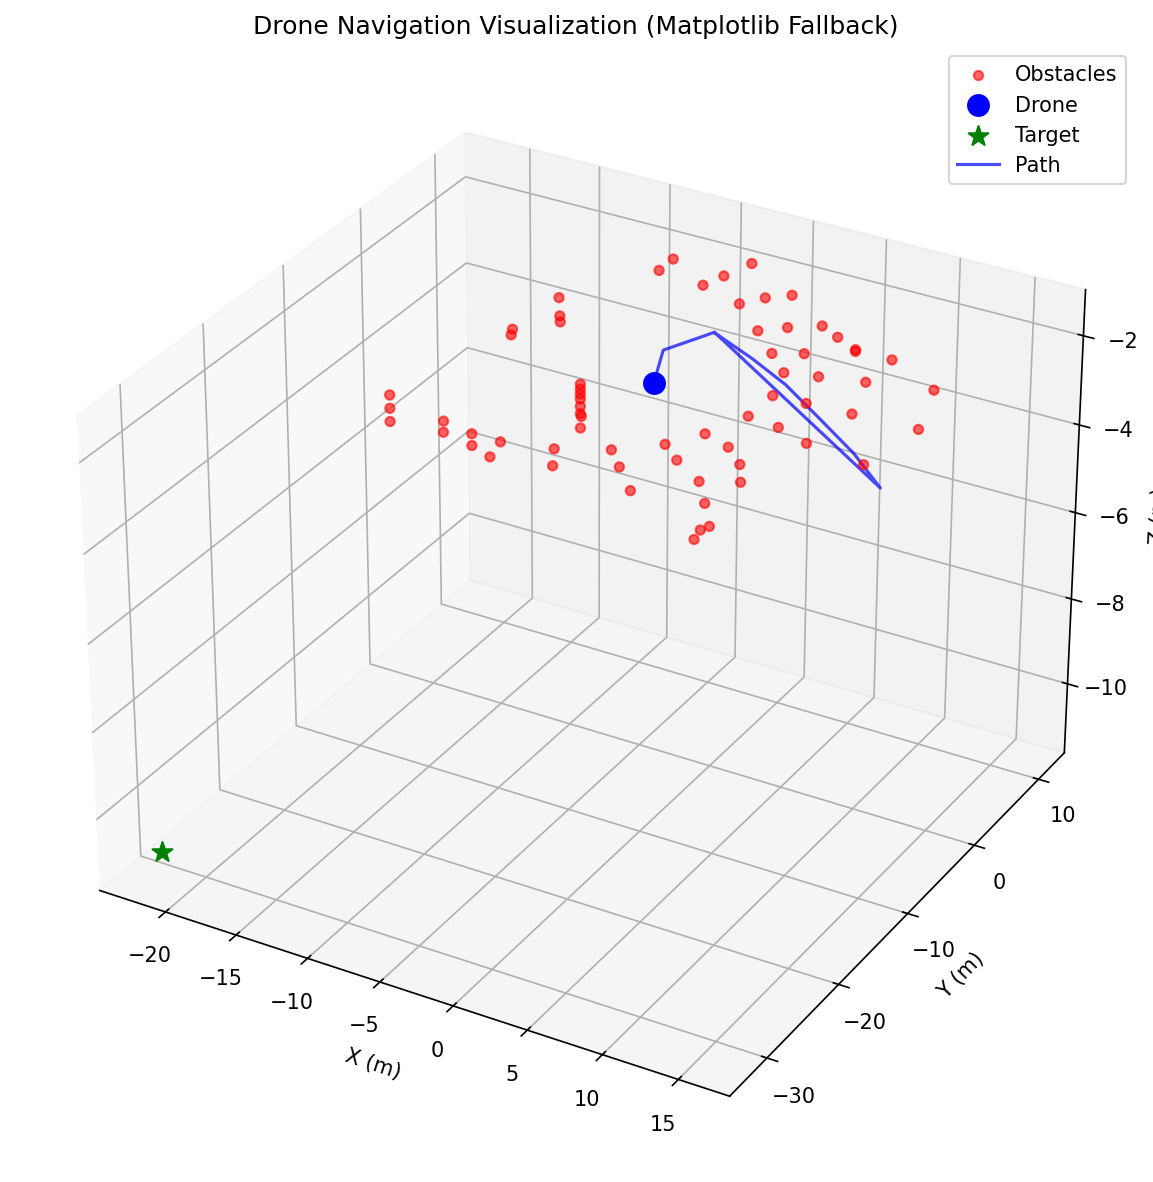 Drone Navigation Visualization (Matplotlib Fallback)
Obstacles
Drone
Target
Path
−2
−4
−6
−8
−10
10
0
−10
−20
−30
Y (m)
−20
−15
−10
−5
0
5
10
15
X (m)